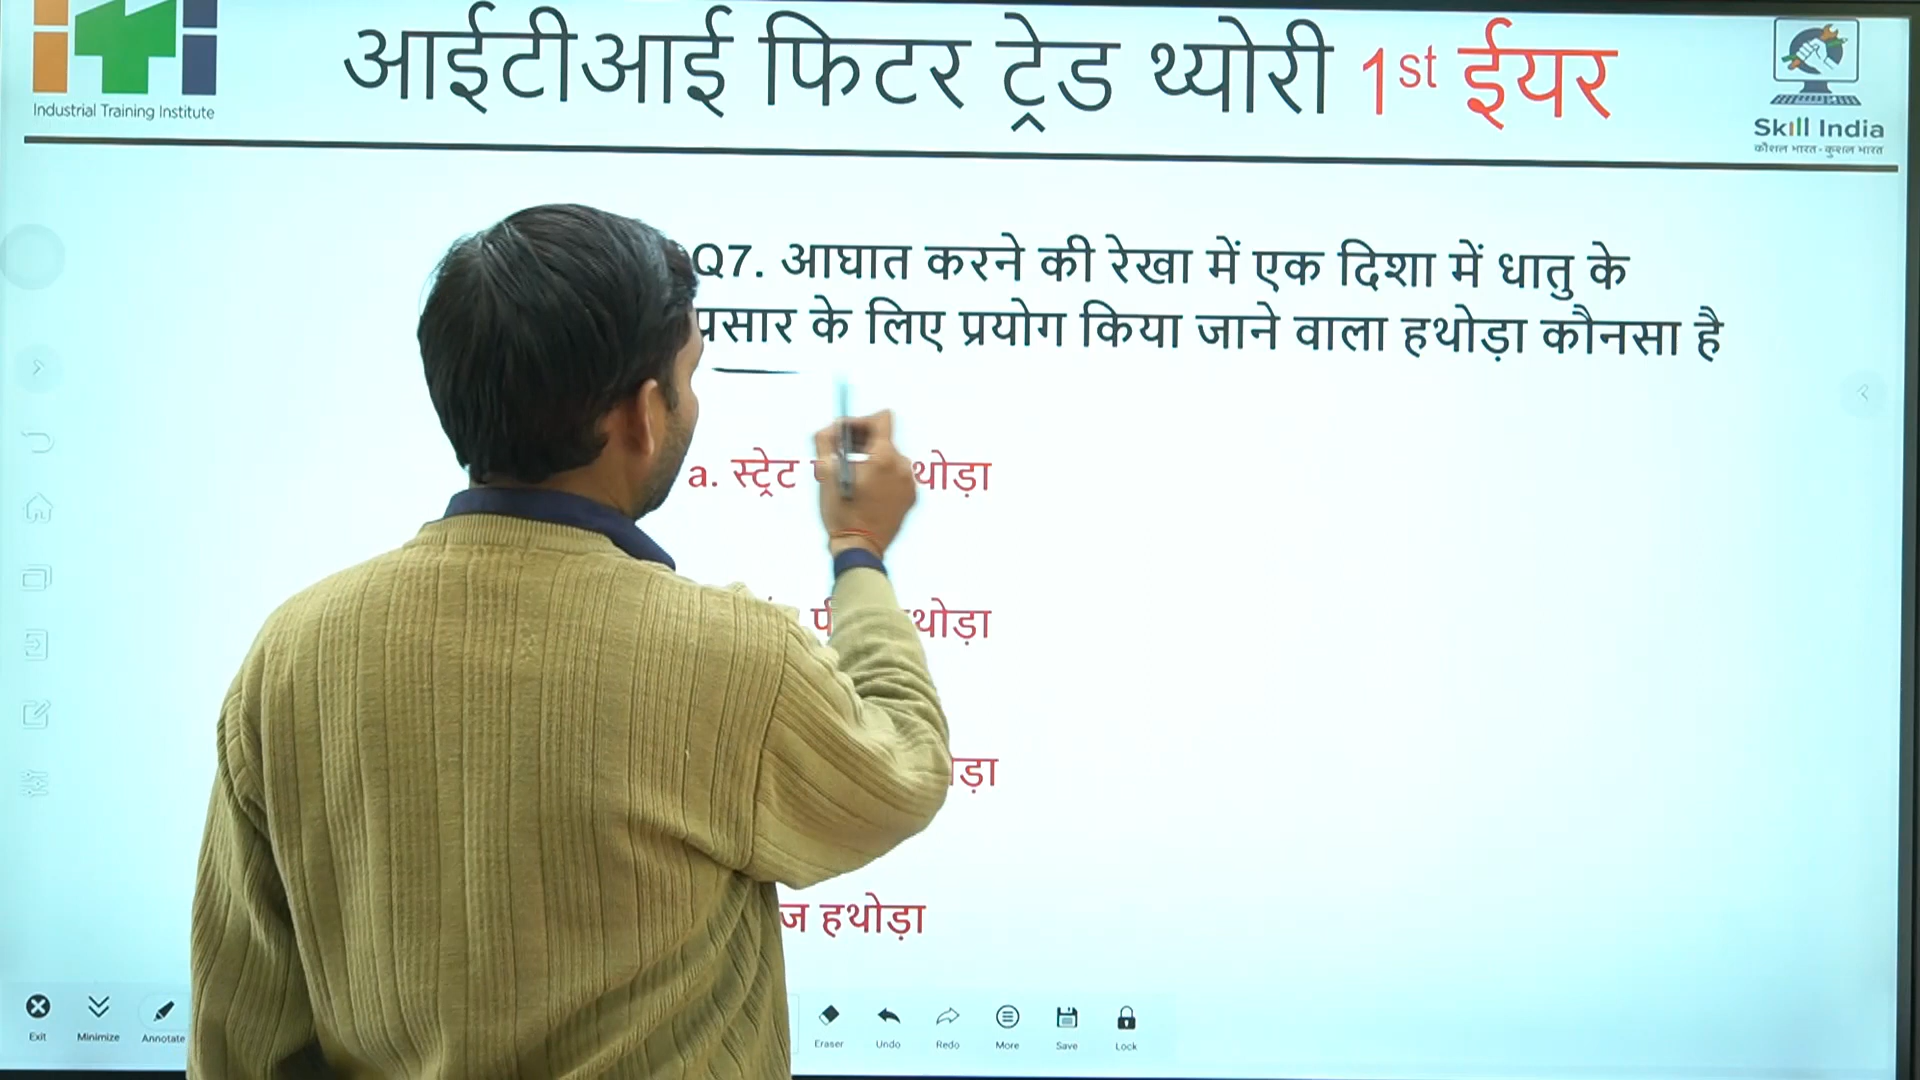 Industrial Training Institute
आईटीआई फिटर ट्रेड थ्योरी 1st ईयर
Skill India
कौशल भारत - कुशल भारत
Q7. आघात करने की रेखा में एक दिशा में धातु के
प्रसार के लिए प्रयोग किया जाने वाला हथोड़ा कौनसा है
a. स्ट्रेट
हथोड़ा
Exit
Minimize
Annotate
Eraser
Undo
Redo
More
Save
Lock